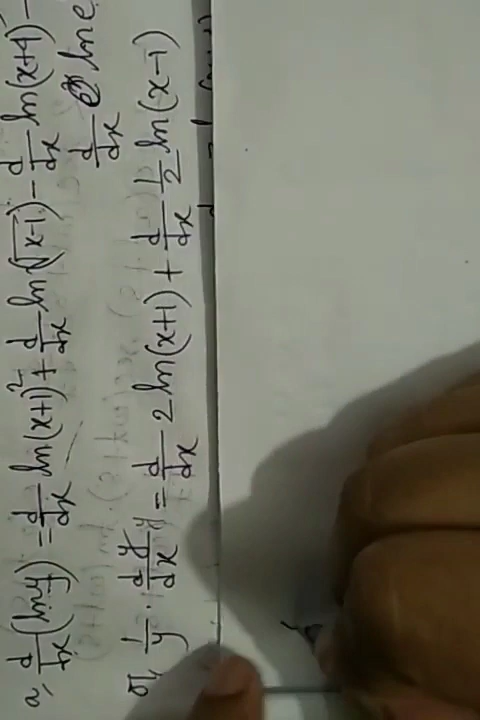 a, d/dx (ln y) = d/dx ln(x+1)² + d/dx ln(√x-1) - d/dx ln(x+4) -
d/dx ln e
বা, 1/y · dy/dx = d/dx 2 ln(x+1) + d/dx 1/2 ln(x-1)